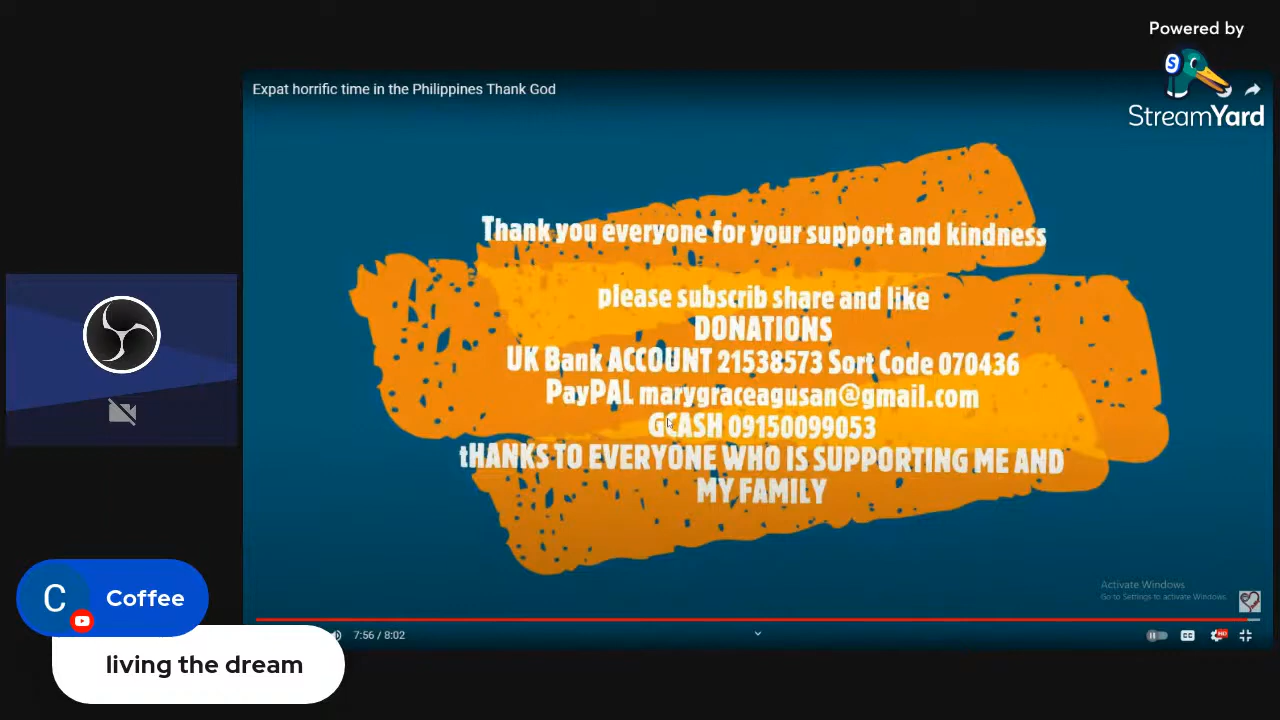 Powered by
StreamYard
Expat horrific time in the Philippines Thank God
Thank you everyone for your support and kindness
please subscrib share and like
DONATIONS
UK Bank ACCOUNT 21538573 Sort Code 070436
PayPAL marygraceagusan@gmail.com
GCASH 09150099053
tHANKS TO EVERYONE WHO IS SUPPORTING ME AND
MY FAMILY
Activate Windows
Go to Settings to activate Windows.
7:56 / 8:02
CC
HD
C
Coffee
living the dream